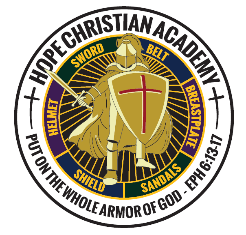 HOPE CHRISTIAN ACADEMY
SWORD
BELT
HELMET
BREASTPLATE
SHIELD
SANDALS
PUT ON THE WHOLE ARMOR OF GOD - EPH 6:13-17